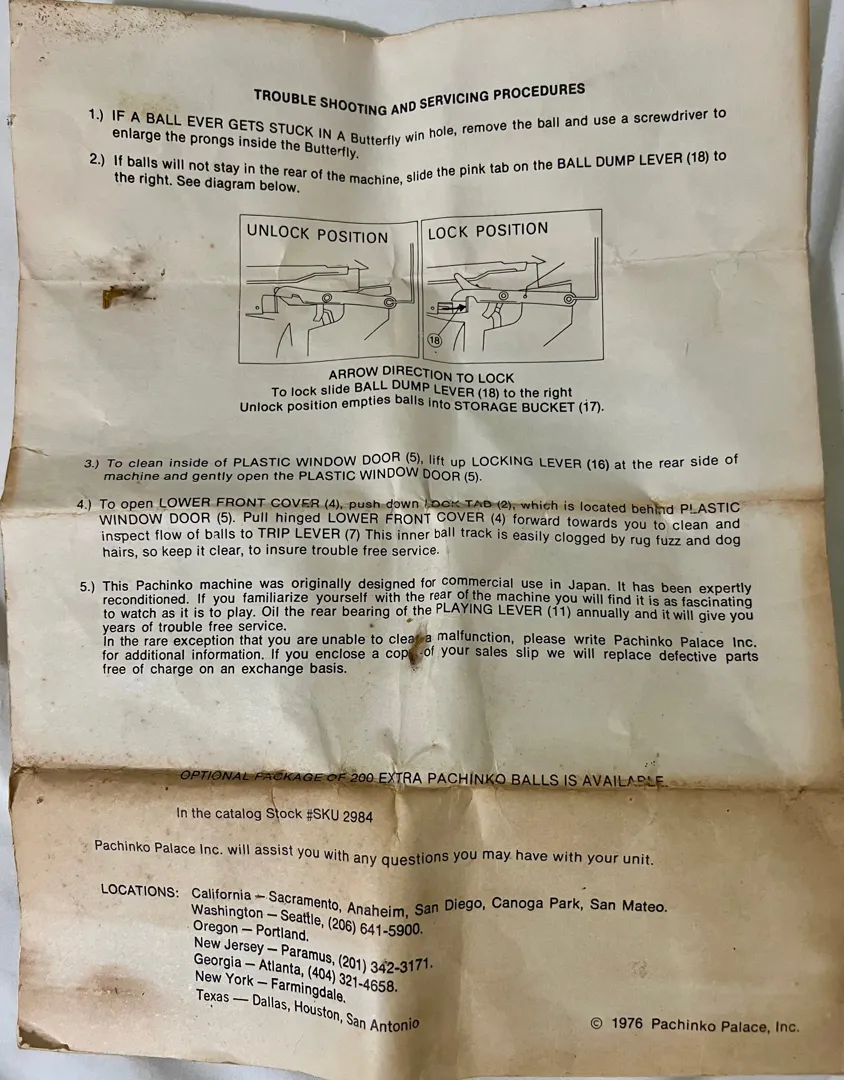 TROUBLE SHOOTING AND SERVICING PROCEDURES
1.) IF A BALL EVER GETS STUCK IN A Butterfly win hole, remove the ball and use a screwdriver to
enlarge the prongs inside the Butterfly.
2.) If balls will not stay in the rear of the machine, slide the pink tab on the BALL DUMP LEVER (18) to
the right. See diagram below.
UNLOCK POSITION
LOCK POSITION
18
ARROW DIRECTION TO LOCK
To lock slide BALL DUMP LEVER (18) to the right
Unlock position empties balls into STORAGE BUCKET (17).
3.) To clean inside of PLASTIC WINDOW DOOR (5), lift up LOCKING LEVER (16) at the rear side of
machine and gently open the PLASTIC WINDOW DOOR (5).
4.) To open LOWER FRONT COVER (4), push down LOCK TAB (2), which is located behind PLASTIC
WINDOW DOOR (5). Pull hinged LOWER FRONT COVER (4) forward towards you to clean and
inspect flow of balls to TRIP LEVER (7) This inner ball track is easily clogged by rug fuzz and dog
hairs, so keep it clear, to insure trouble free service.
5.) This Pachinko machine was originally designed for commercial use in Japan. It has been expertly
reconditioned. If you familiarize yourself with the rear of the machine you will find it is as fascinating
to watch as it is to play. Oil the rear bearing of the PLAYING LEVER (11) annually and it will give you
years of trouble free service.
In the rare exception that you are unable to clear a malfunction, please write Pachinko Palace Inc.
for additional information. If you enclose a copy of your sales slip we will replace defective parts
free of charge on an exchange basis.
OPTIONAL PACKAGE OF 200 EXTRA PACHINKO BALLS IS AVAILABLE.
In the catalog Stock #SKU 2984
Pachinko Palace Inc. will assist you with any questions you may have with your unit.
LOCATIONS: California — Sacramento, Anaheim, San Diego, Canoga Park, San Mateo.
Washington — Seattle, (206) 641-5900.
Oregon — Portland.
New Jersey — Paramus, (201) 342-3171.
Georgia — Atlanta, (404) 321-4658.
New York — Farmingdale.
Texas — Dallas, Houston, San Antonio
© 1976 Pachinko Palace, Inc.